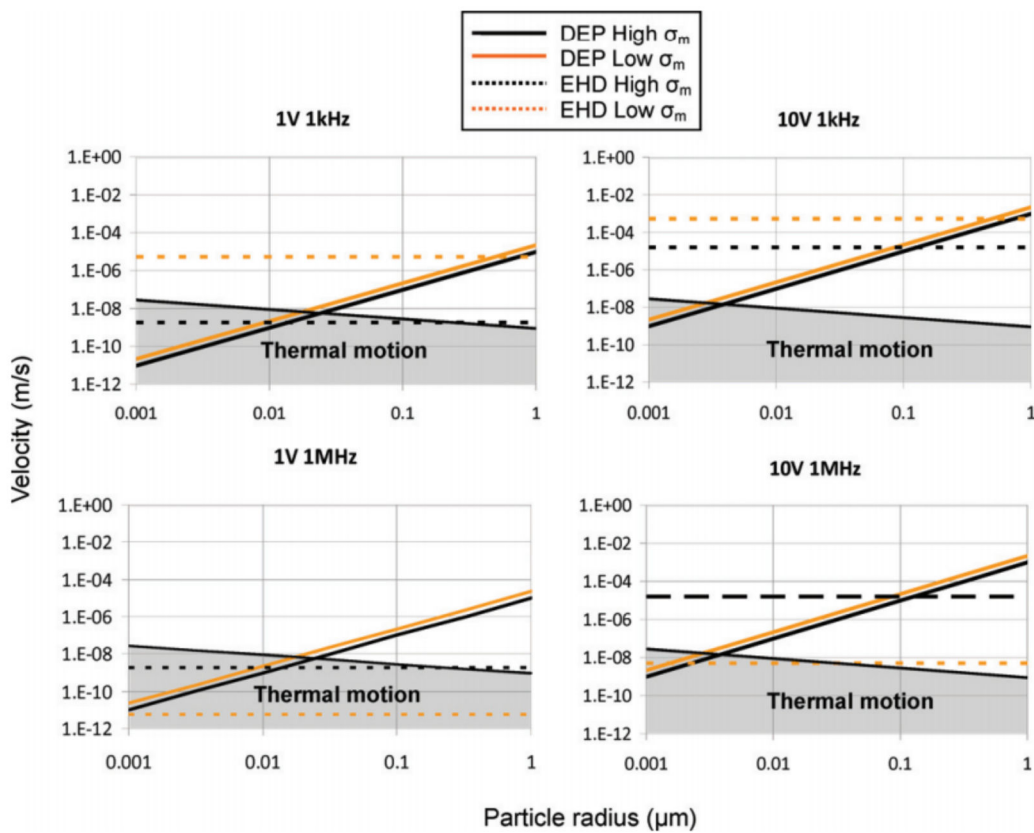 DEP High σm
DEP Low σm
EHD High σm
EHD Low σm
1V 1kHz
1.E+00
1.E-02
1.E-04
1.E-06
1.E-08
1.E-10
1.E-12
Thermal motion
0.001
0.01
0.1
1
10V 1kHz
1.E+00
1.E-02
1.E-04
1.E-06
1.E-08
1.E-10
1.E-12
Thermal motion
0.001
0.01
0.1
1
Velocity (m/s)
1V 1MHz
1.E+00
1.E-02
1.E-04
1.E-06
1.E-08
1.E-10
1.E-12
Thermal motion
0.001
0.01
0.1
1
10V 1MHz
1.E+00
1.E-02
1.E-04
1.E-06
1.E-08
1.E-10
1.E-12
Thermal motion
0.001
0.01
0.1
1
Particle radius (μm)